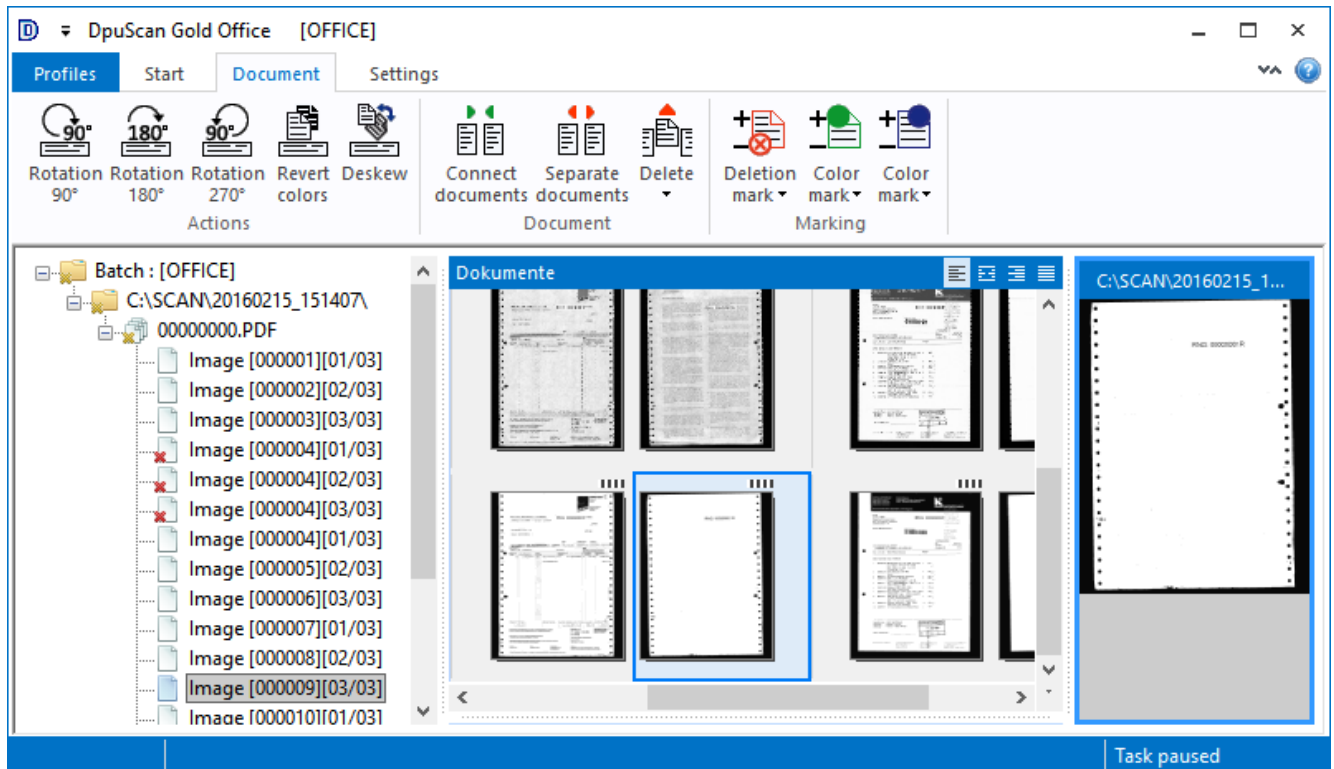 DpuScan Gold Office [OFFICE]
Profiles Start Document Settings
90° 180° 90°
Rotation 90°
Rotation 180°
Rotation 270°
Revert colors
Deskew
Actions
Connect documents
Separate documents
Delete
Document
Deletion mark
Color mark
Color mark
Marking
Batch : [OFFICE]
C:\SCAN\20160215_151407\
00000000.PDF
Image [000001][01/03]
Image [000002][02/03]
Image [000003][03/03]
Image [000004][01/03]
Image [000004][02/03]
Image [000004][03/03]
Image [000004][01/03]
Image [000005][02/03]
Image [000006][03/03]
Image [000007][01/03]
Image [000008][02/03]
Image [000009][03/03]
Image [000010][01/03]
Dokumente
C:\SCAN\20160215_1...
Task paused